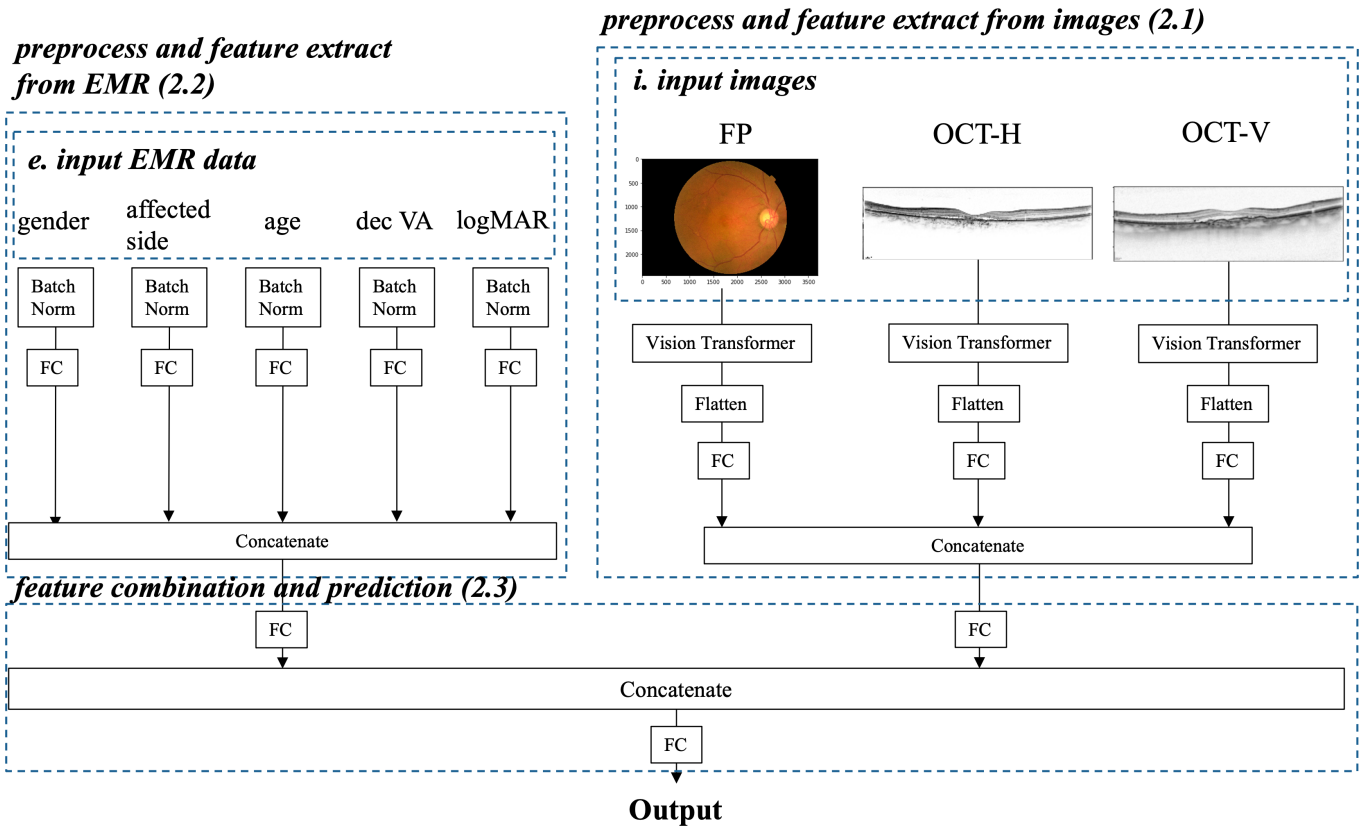 preprocess and feature extract from images (2.1)
preprocess and feature extract
from EMR (2.2)
i. input images
FP
OCT-H
OCT-V
0
500
1000
1500
2000
0 500 1000 1500 2000 2500 3000 3500
e. input EMR data
gender
affected
side
age
dec VA
logMAR
Batch
Norm
Batch
Norm
Batch
Norm
Batch
Norm
Batch
Norm
FC
FC
FC
FC
FC
Vision Transformer
Vision Transformer
Vision Transformer
Flatten
Flatten
Flatten
FC
FC
FC
Concatenate
Concatenate
feature combination and prediction (2.3)
FC
FC
Concatenate
FC
Output